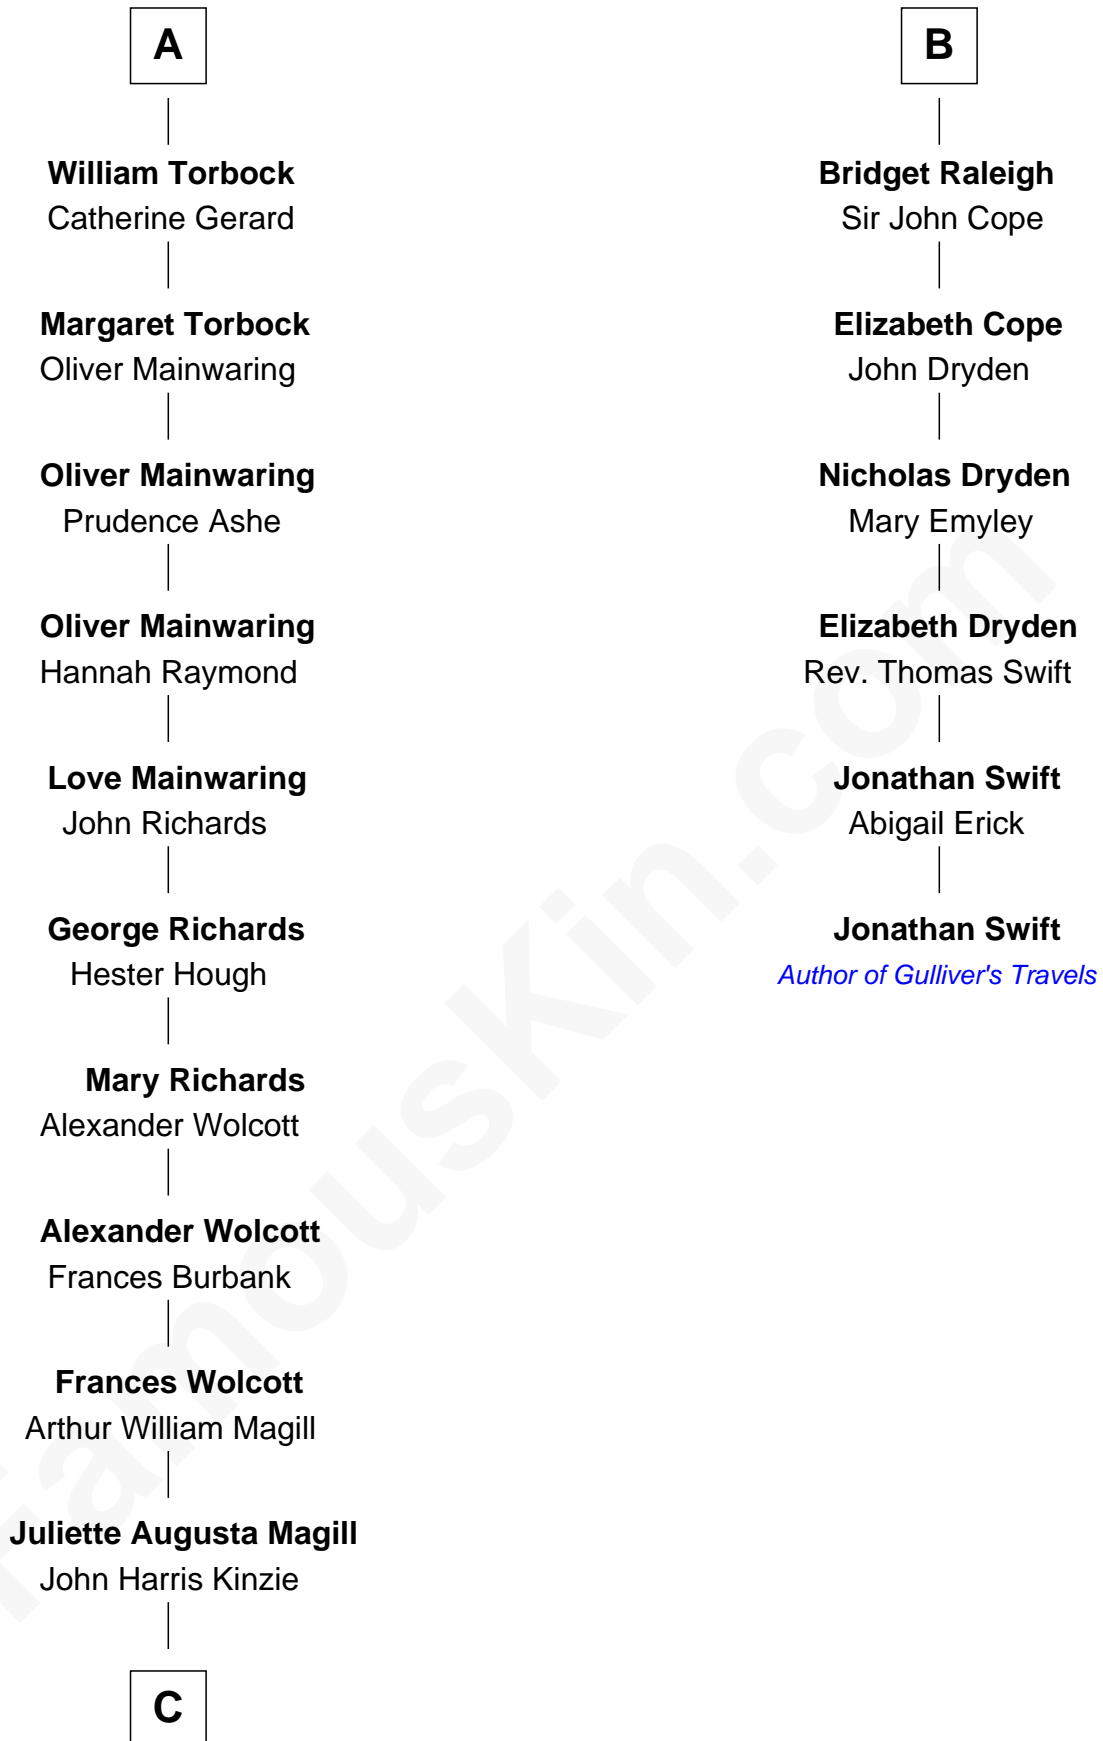 A
William Torbock
Catherine Gerard
Margaret Torbock
Oliver Mainwaring
Oliver Mainwaring
Prudence Ashe
Oliver Mainwaring
Hannah Raymond
Love Mainwaring
John Richards
George Richards
Hester Hough
Mary Richards
Alexander Wolcott
Alexander Wolcott
Frances Burbank
Frances Wolcott
Arthur William Magill
Juliette Augusta Magill
John Harris Kinzie
C
B
Bridget Raleigh
Sir John Cope
Elizabeth Cope
John Dryden
Nicholas Dryden
Mary Emyley
Elizabeth Dryden
Rev. Thomas Swift
Jonathan Swift
Abigail Erick
Jonathan Swift
Author of Gulliver's Travels
FamousKin.com